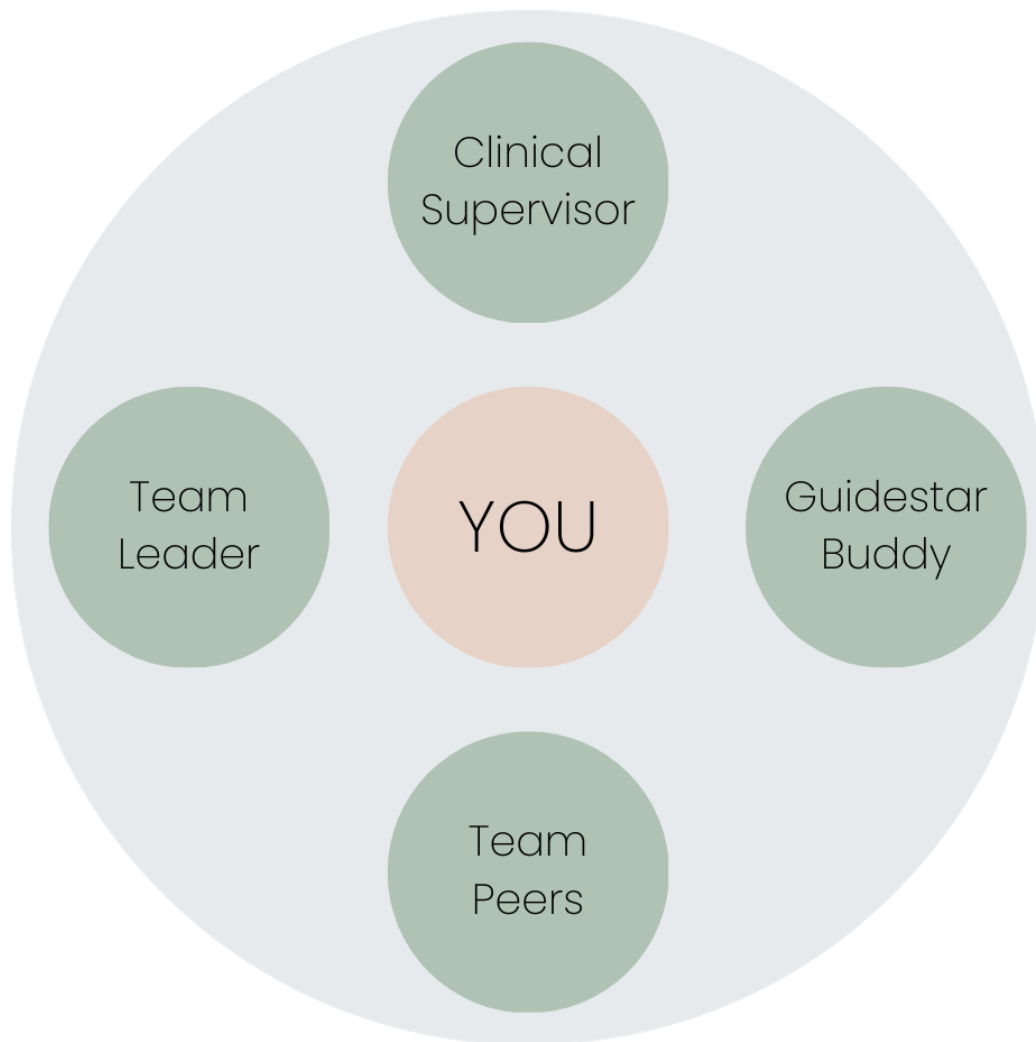 Clinical
Supervisor
Team
Leader
YOU
Guidestar
Buddy
Team
Peers